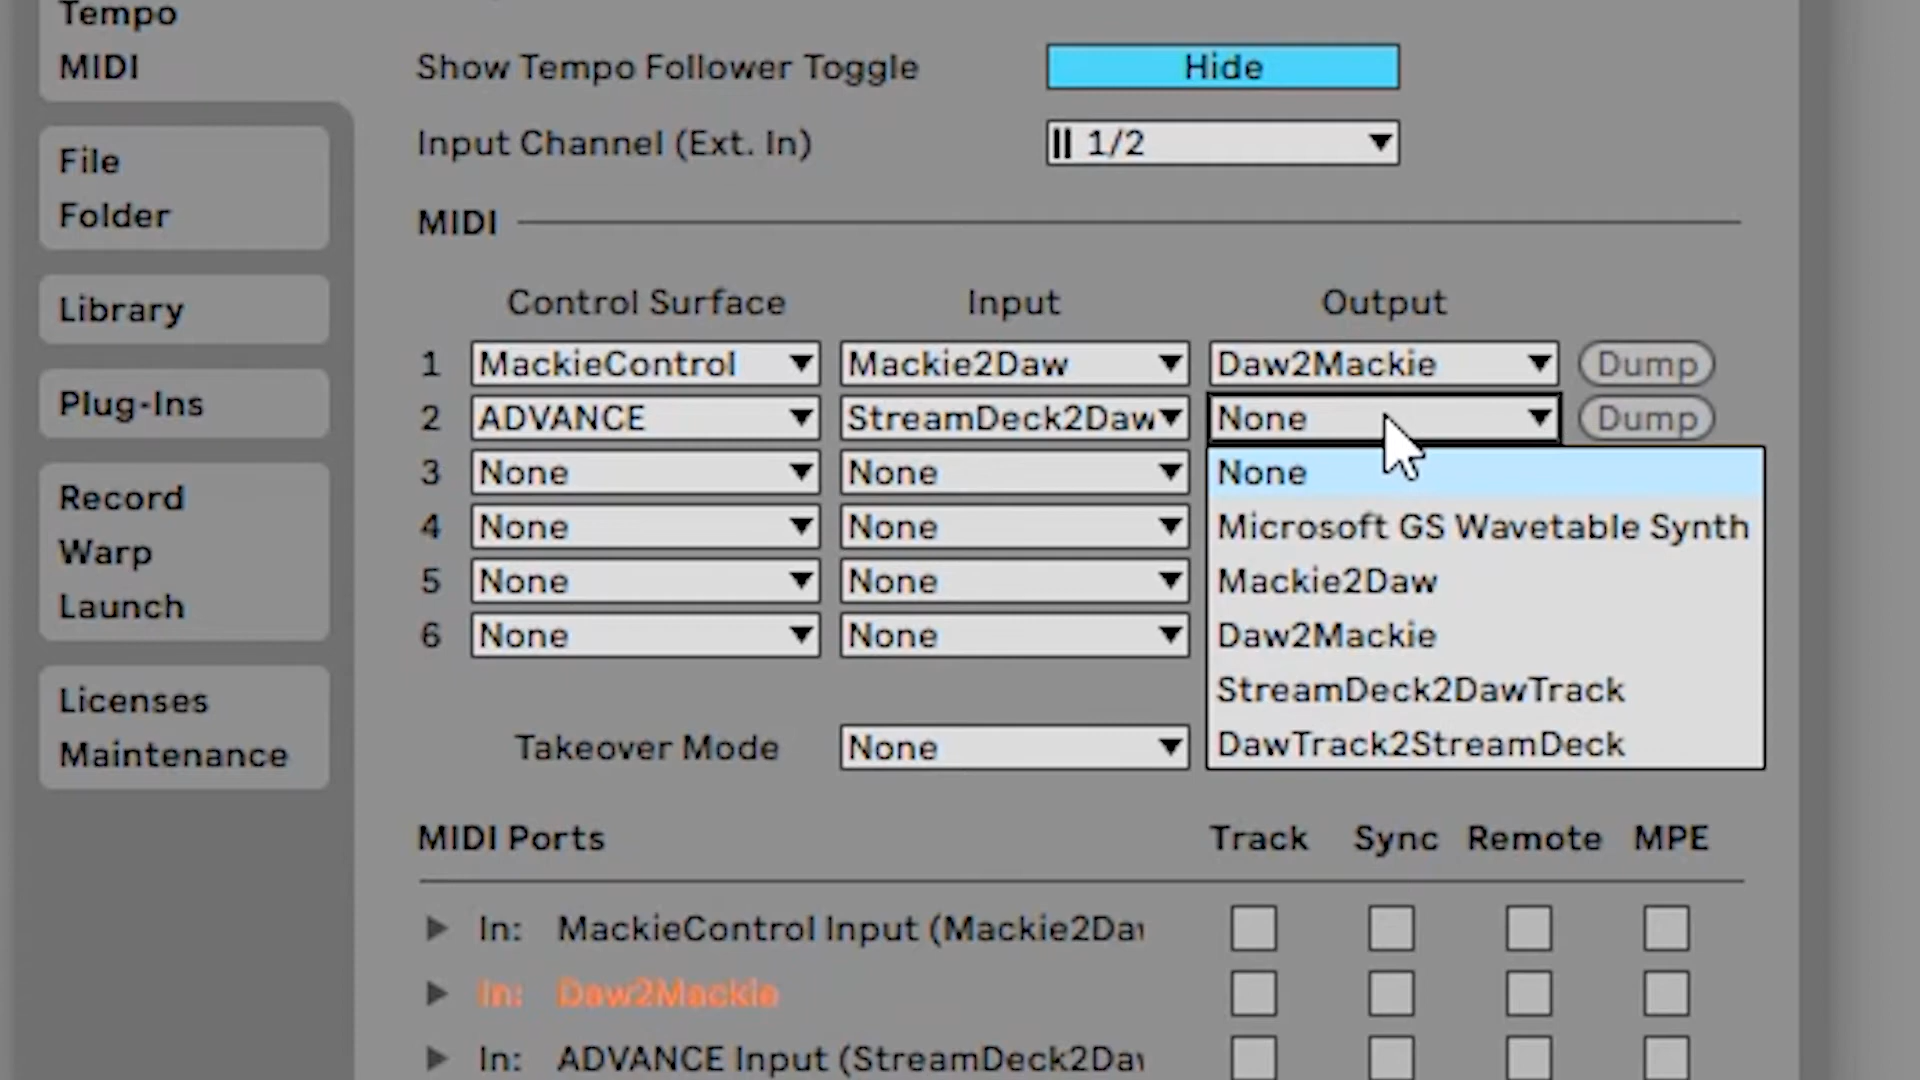 Tempo
MIDI
File
Folder
Library
Plug-Ins
Record
Warp
Launch
Licenses
Maintenance
Show Tempo Follower Toggle Hide
Input Channel (Ext. In) 1/2
MIDI
Control Surface Input Output
1 MackieControl Mackie2Daw Daw2Mackie Dump
2 ADVANCE StreamDeck2Daw None Dump
3 None None None
4 None None Microsoft GS Wavetable Synth
5 None None Mackie2Daw
6 None None Daw2Mackie
StreamDeck2DawTrack
Takeover Mode None DawTrack2StreamDeck
MIDI Ports Track Sync Remote MPE
In: MackieControl Input (Mackie2Da
In: Daw2Mackie
In: ADVANCE Input (StreamDeck2Da